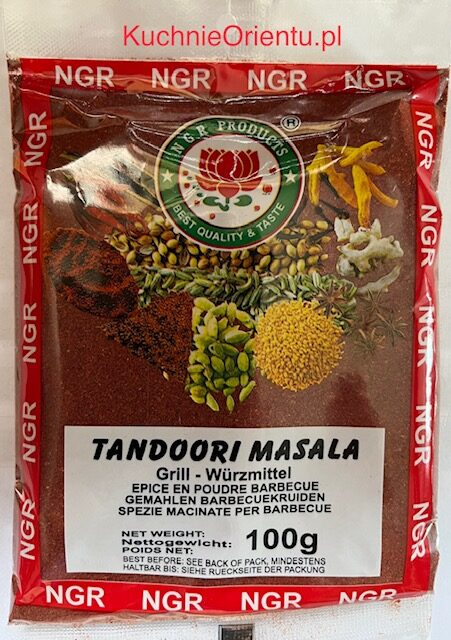 KuchnieOrientu.pl
NGR NGR NGR NGR
NGR
NGR
NGR
NGR
NGR
NGR
NGR
NGR
NGR
NGR
NGR PRODUCTS ®
BEST QUALITY & TASTE
TANDOORI MASALA
Grill - Würzmittel
EPICE EN POUDRE BARBECUE
GEMAHLEN BARBECUEKRUIDEN
SPEZIE MACINATE PER BARBECUE
NET WEIGHT:
Nettogewicht: 100g
POIDS NET:
BEST BEFORE: SEE BACK OF PACK, MINDESTENS
HALTBAR BIS: SIEHE RUECKSEITE DER PACKUNG
NGR NGR NGR NGR